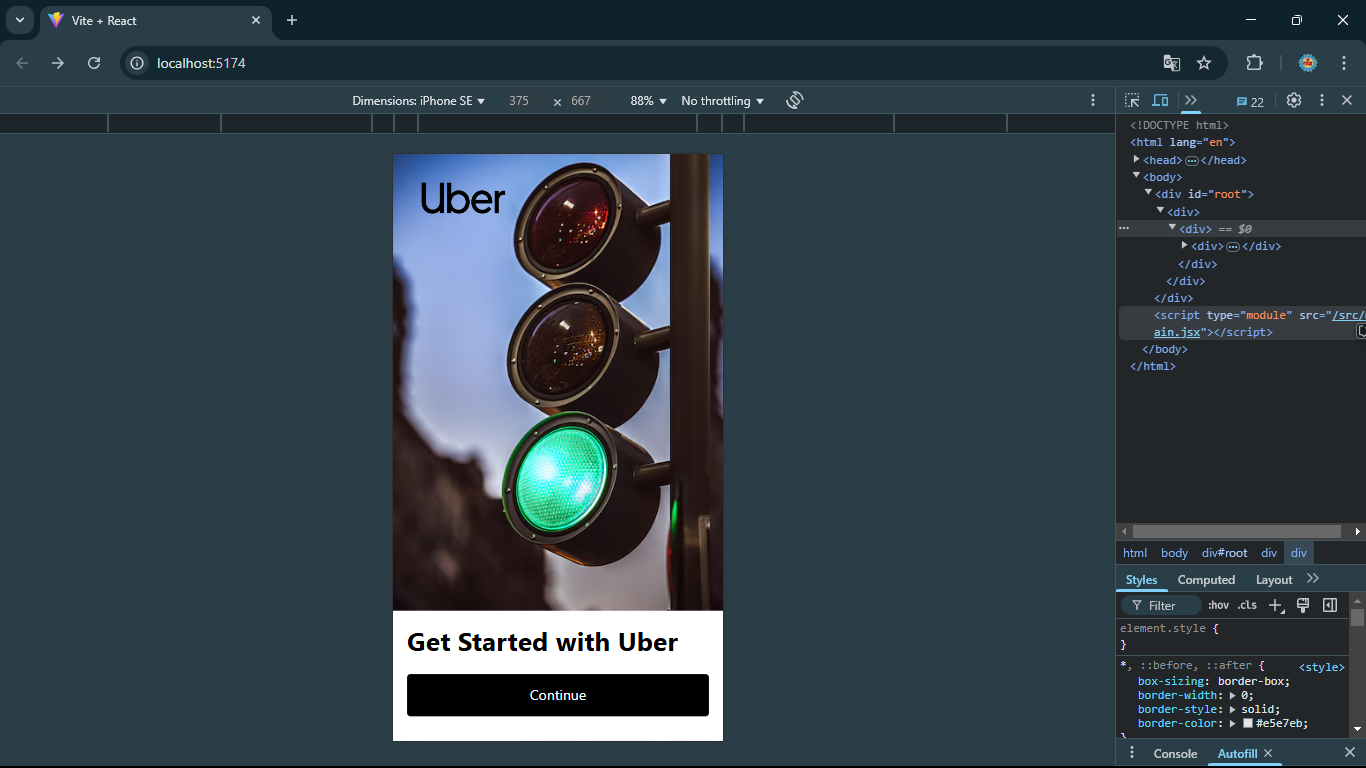 Vite + React
localhost:5174
Dimensions: iPhone SE 375 × 667 88% No throttling
22
Uber
Get Started with Uber
Continue
<!DOCTYPE html>
<html lang="en">
<head> </head>
<body>
<div id="root">
<div>
<div> == $0
<div> </div>
</div>
</div>
</div>
<script type="module" src="/src/
ain.jsx"></script>
</body>
</html>
html body div#root div div
Styles Computed Layout
Filter :hov .cls
element.style {
}
*, ::before, ::after { <style>
box-sizing: border-box;
border-width: 0;
border-style: solid;
border-color: #e5e7eb;
}
Console Autofill